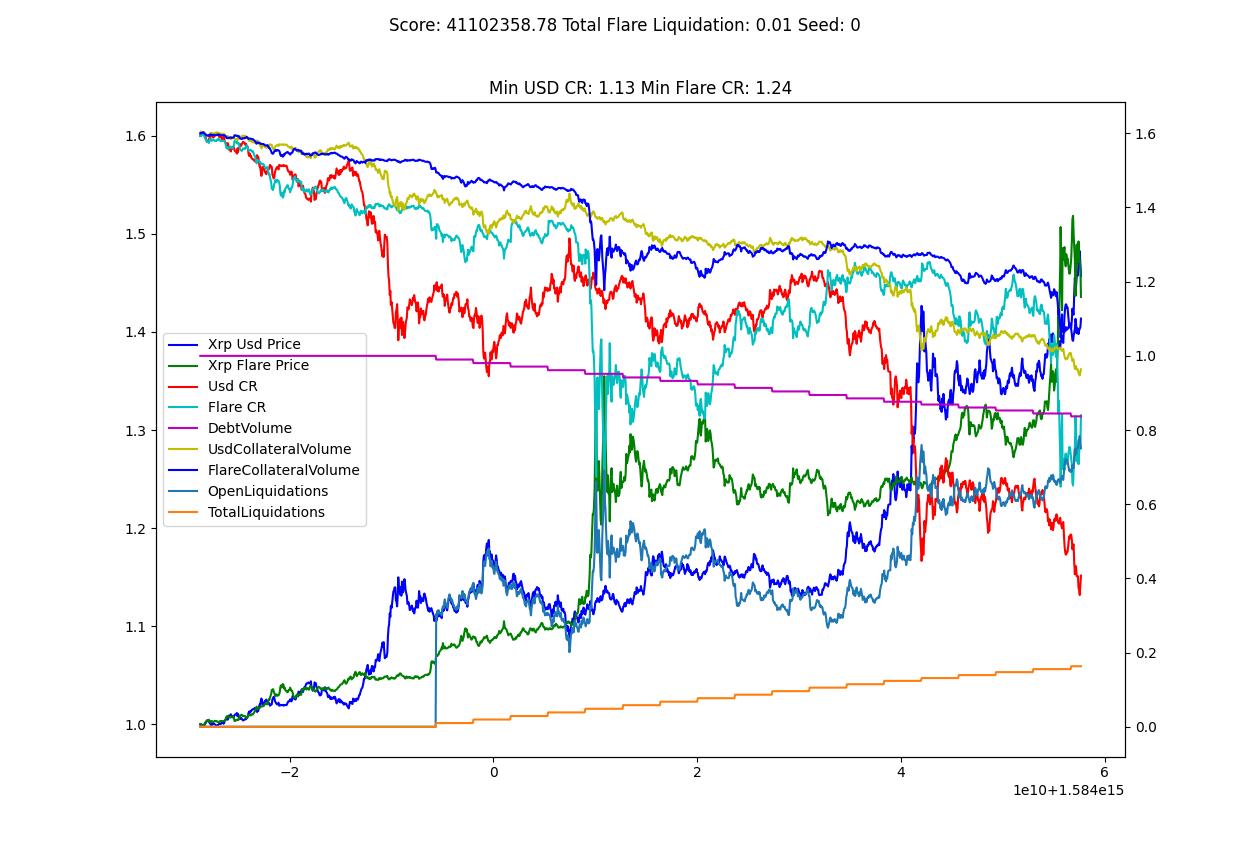 Score: 41102358.78 Total Flare Liquidation: 0.01 Seed: 0
Min USD CR: 1.13 Min Flare CR: 1.24
1.6
1.5
1.4
1.3
1.2
1.1
1.0
Xrp Usd Price
Xrp Flare Price
Usd CR
Flare CR
DebtVolume
UsdCollateralVolume
FlareCollateralVolume
OpenLiquidations
TotalLiquidations
1.6
1.4
1.2
1.0
0.8
0.6
0.4
0.2
0.0
−2
0
2
4
6
1e10+1.584e15